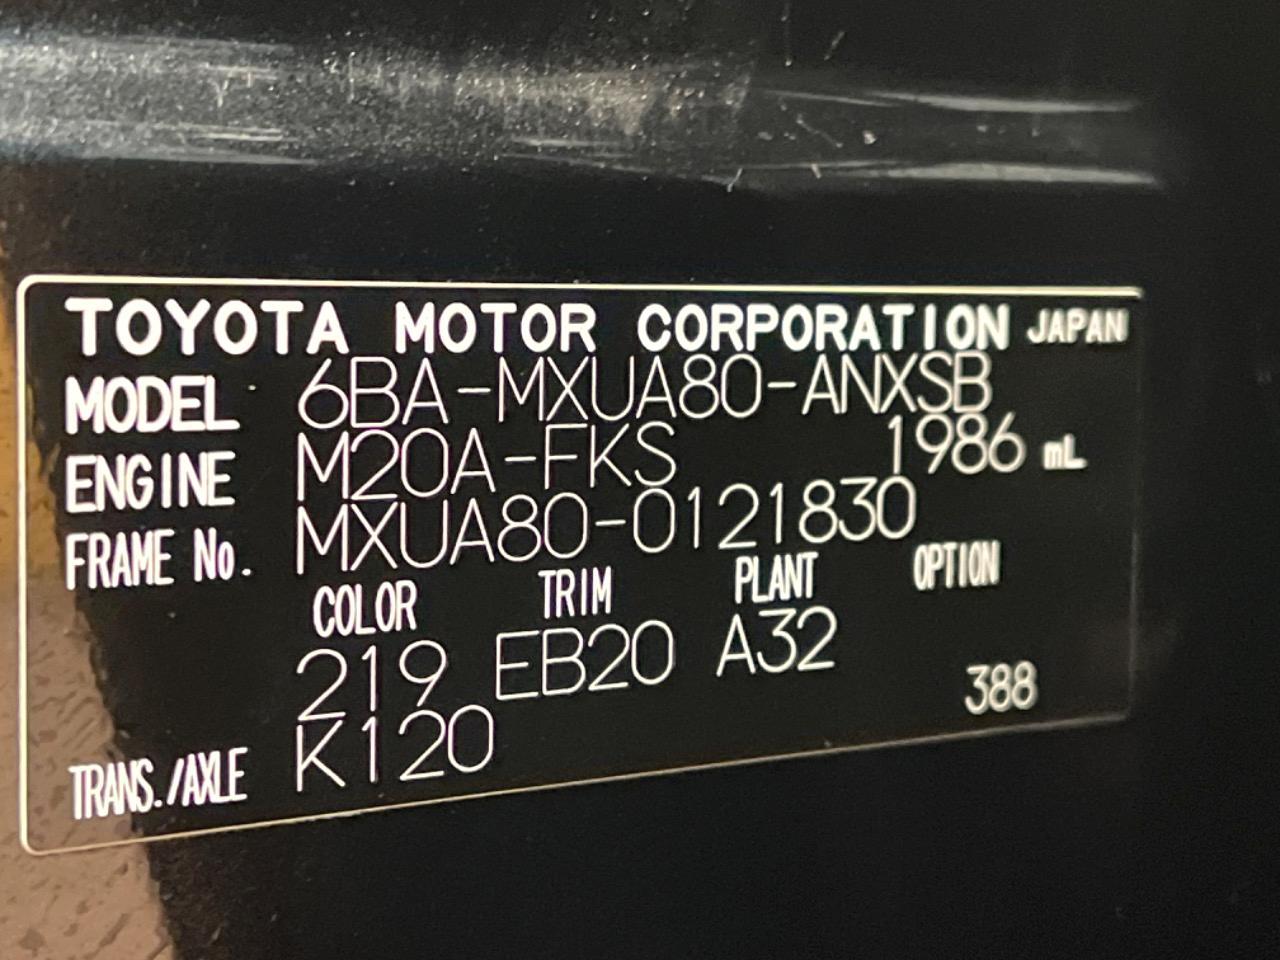 TOYOTA MOTOR CORPORATION JAPAN
MODEL 6BA-MXUA80-ANXSB
ENGINE M20A-FKS 1986 mL
FRAME No. MXUA80-0121830
COLOR TRIM PLANT OPTION
219 EB20 A32
388
TRANS./AXLE K120